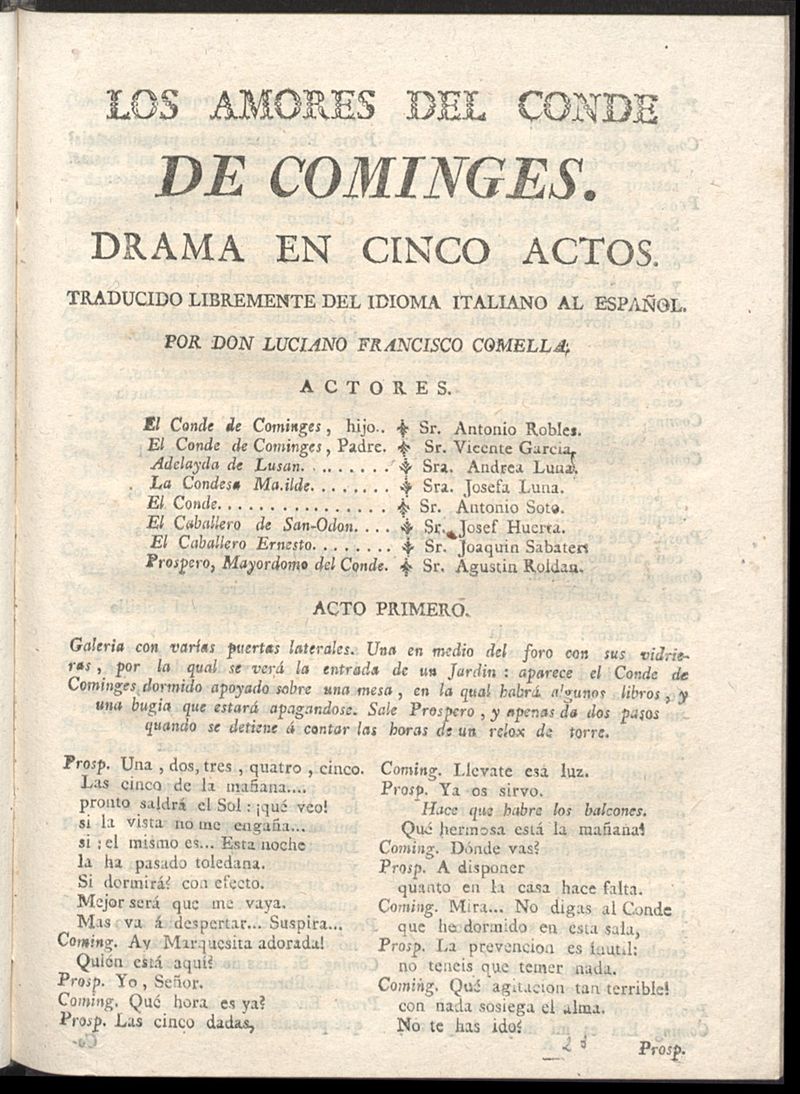 LOS AMORES DEL CONDE
DE COMINGES.
DRAMA EN CINCO ACTOS.
TRADUCIDO LIBREMENTE DEL IDIOMA ITALIANO AL ESPAÑOL.
POR DON LUCIANO FRANCISCO COMELLA;
ACTORES.
El Conde de Cominges, hijo.. Sr. Antonio Robles.
El Conde de Cominges, Padre. Sr. Vicente Garcia,
Adelayda de Lusan.......... Sra. Andrea Luna.
La Condesa Ma.ilde........ Sra. Josefa Luna.
El Conde................. Sr. Antonio Soto.
El Caballero de San-Odon.... Sr. Josef Huerta.
El Caballero Ernesto........ Sr. Joaquin Sabater.
Prospero, Mayordomo del Conde. Sr. Agustin Roldan.
ACTO PRIMERO.
Galeria con varias puertas laterales. Una en medio del foro con sus vidrie-
ras, por la qual se verá la entrada de un Jardin: aparece el Conde de
Cominges dormido apoyado sobre una mesa, en la qual habrá algunos libros, y
una bugia que estará apagandose. Sale Prospero, y apenas da dos pasos
quando se detiene á contar las horas de un relox de torre.
Prosp. Una, dos, tres, quatro, cinco.
Las cinco de la mañana....
pronto saldrá el Sol: ¡qué veo!
si la vista no me engaña...
si; el mismo es... Esta noche
la ha pasado toledana.
Si dormirá? con efecto.
Mejor será que me vaya.
Mas va á despertar... Suspira...
Coming. Ay Marquesita adorada!
Quién está aquí?
Prosp. Yo, Señor.
Coming. Qué hora es ya?
Prosp. Las cinco dadas,
Coming. Llevate esa luz.
Prosp. Ya os sirvo.
Hace que habre los balcones.
Qué hermosa está la mañana!
Coming. Dónde vas?
Prosp. A disponer
quanto en la casa hace falta.
Coming. Mira... No digas al Conde
que he dormido en esta sala,
Prosp. La prevencion es inutil:
no teneis que temer nada.
Coming. Qué agitacion tan terrible!
con nada sosiega el alma.
No te has ido?
Prosp.